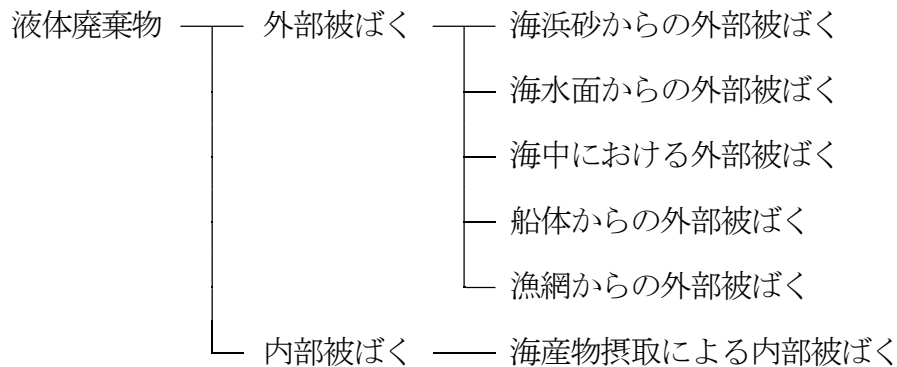 液体廃棄物 外部被ばく 海浜砂からの外部被ばく
海水面からの外部被ばく
海中における外部被ばく
船体からの外部被ばく
漁網からの外部被ばく
内部被ばく 海産物摂取による内部被ばく